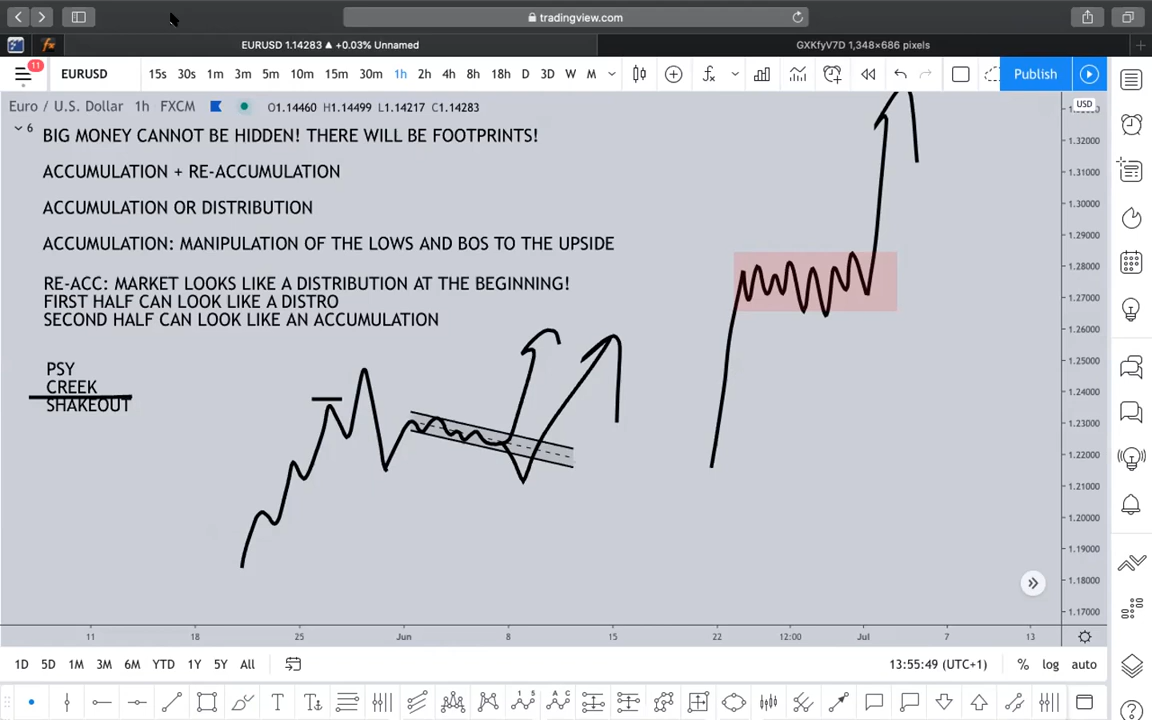 tradingview.com
EURUSD 1.14283 ▲ +0.03% Unnamed
GXKfyV7D 1,348×686 pixels
11
EURUSD 15s 30s 1m 3m 5m 10m 15m 30m 1h 2h 4h 8h 18h D 3D W M Publish
Euro / U.S. Dollar 1h FXCM O1.14460 H1.14499 L1.14217 C1.14283
USD
6
BIG MONEY CANNOT BE HIDDEN! THERE WILL BE FOOTPRINTS!
ACCUMULATION + RE-ACCUMULATION
ACCUMULATION OR DISTRIBUTION
ACCUMULATION: MANIPULATION OF THE LOWS AND BOS TO THE UPSIDE
RE-ACC: MARKET LOOKS LIKE A DISTRIBUTION AT THE BEGINNING!
FIRST HALF CAN LOOK LIKE A DISTRO
SECOND HALF CAN LOOK LIKE AN ACCUMULATION
PSY
CREEK
SHAKEOUT
1.32000
1.31000
1.30000
1.29000
1.28000
1.27000
1.26000
1.25000
1.24000
1.23000
1.22000
1.21000
1.20000
1.19000
1.18000
1.17000
11 18 25 Jun 8 15 22 12:00 Jul 7 13
1D 5D 1M 3M 6M YTD 1Y 5Y All 13:55:49 (UTC+1) % log auto